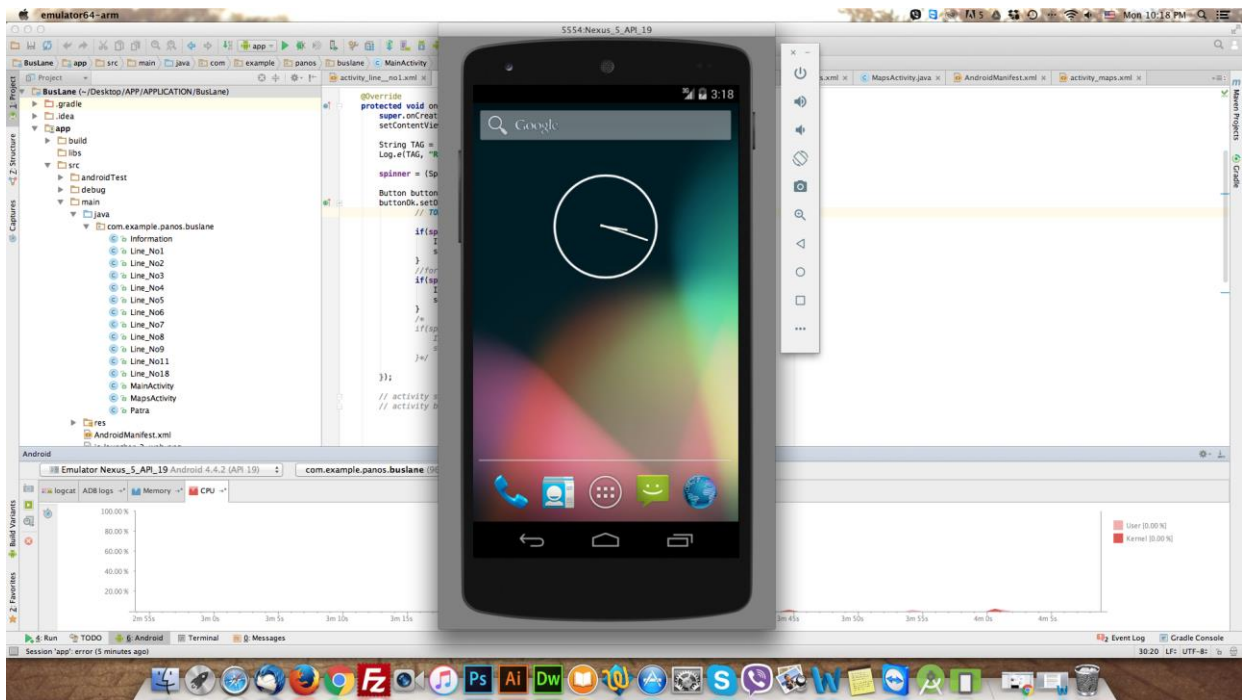 emulator64-arm
Mon 10:18 PM
5554:Nexus_5_API_19
app
BusLane app src main java com example panos buslane MainActivity
Project
activity_line__no1.xml
s.xml
MapsActivity.java
AndroidManifest.xml
activity_maps.xml
1: Project
Z: Structure
Captures
Build Variants
2: Favorites
Maven Projects
Gradle
BusLane (~/Desktop/APP/APPLICATION/BusLane)
.gradle
.idea
app
build
libs
src
androidTest
debug
main
java
com.example.panos.buslane
Information
Line_No1
Line_No2
Line_No3
Line_No4
Line_No5
Line_No6
Line_No7
Line_No8
Line_No9
Line_No11
Line_No18
MainActivity
MapsActivity
Patra
res
AndroidManifest.xml
@Override
protected void on
super.onCreat
setContentVie
String TAG =
Log.e(TAG, "R
spinner = (Sp
Button button
buttonOk.setO
// TO
if(sp
I
s
}
//for
if(sp
I
s
}
/*
if(sp
}*/
});
// activity s
// activity b
3:18
Google
Android
Emulator Nexus_5_API_19 Android 4.4.2 (API 19)
com.example.panos.buslane
logcat
ADB logs
Memory
CPU
100.00 %
80.00 %
60.00 %
40.00 %
20.00 %
2m 55s 3m 0s 3m 5s 3m 10s 3m 15s
3m 45s 3m 50s 3m 55s 4m 0s 4m 5s
User [0.00 %]
Kernel [0.00 %]
4: Run
TODO
6: Android
Terminal
0: Messages
Event Log
Gradle Console
Session 'app': error (5 minutes ago)
30:20 LF: UTF-8:
Ps Ai Dw